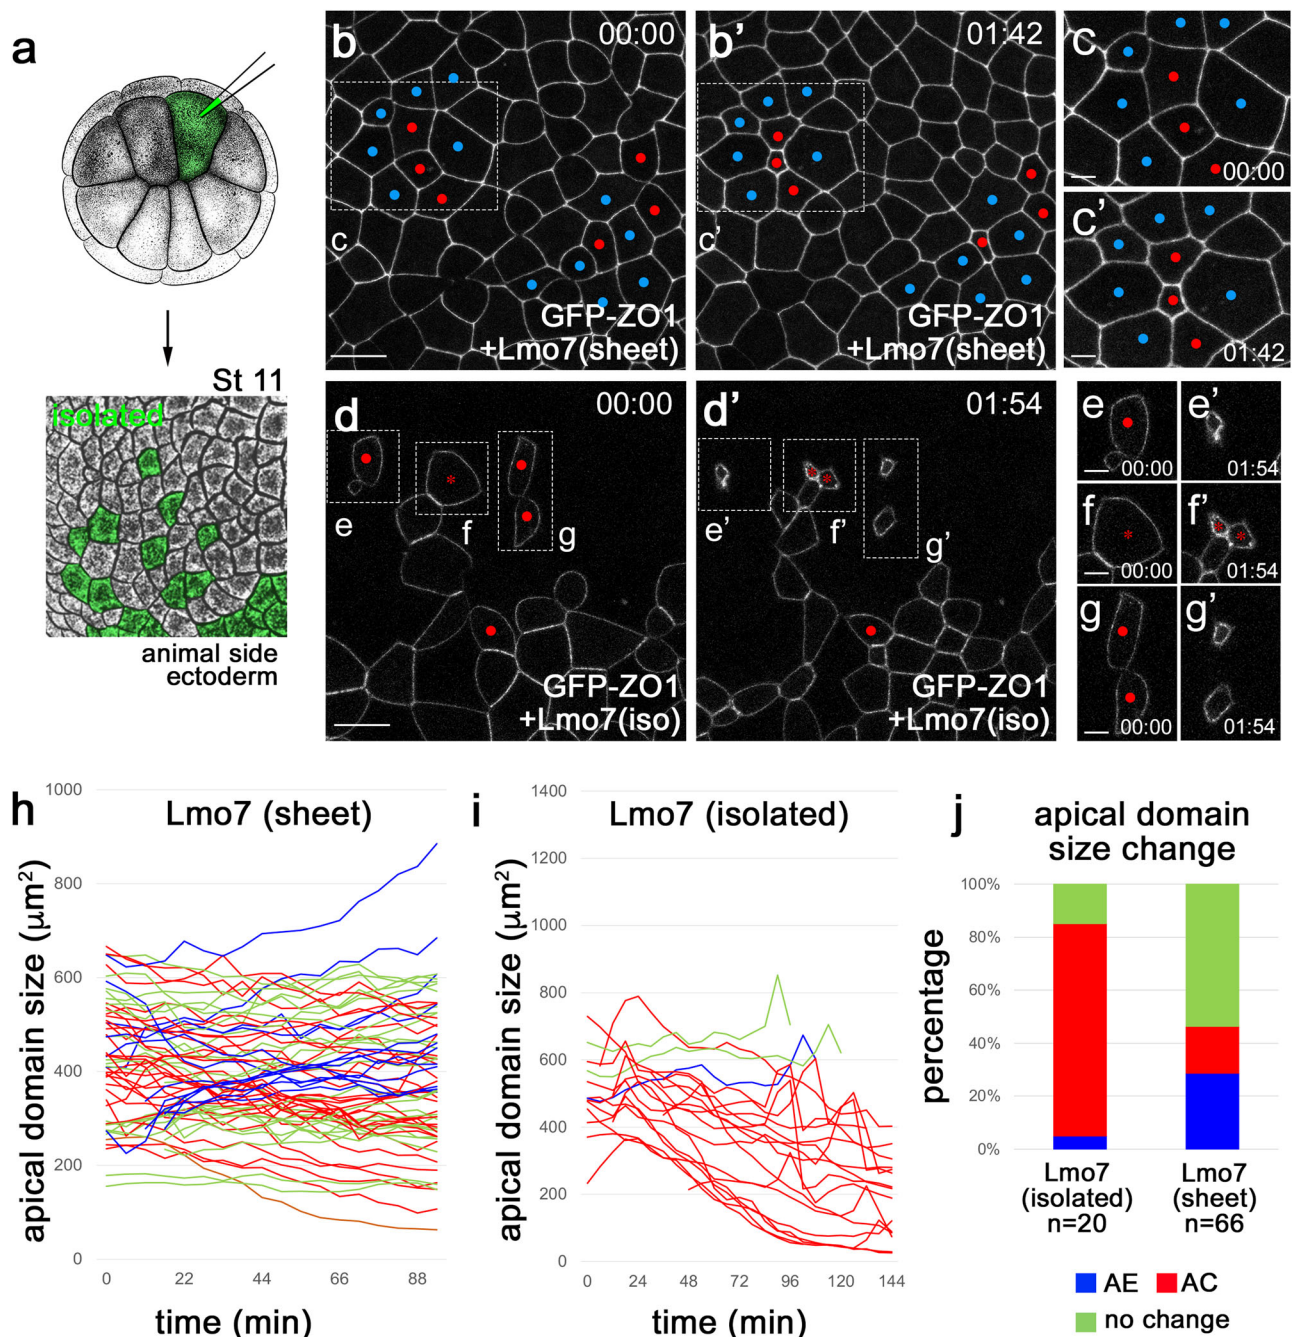 a
St 11
isolated
animal side
ectoderm
b
00:00
c
GFP-ZO1
+Lmo7(sheet)
b'
01:42
c'
GFP-ZO1
+Lmo7(sheet)
c
00:00
c'
01:42
d
00:00
e
f
g
GFP-ZO1
+Lmo7(iso)
d'
01:54
e'
f'
g'
GFP-ZO1
+Lmo7(iso)
e
00:00
e'
01:54
f
00:00
f'
01:54
g
00:00
g'
01:54
h
Lmo7 (sheet)
apical domain size (μm²)
1000
800
600
400
200
0
0 22 44 66 88
time (min)
i
Lmo7 (isolated)
apical domain size (μm²)
1400
1200
1000
800
600
400
200
0
0 24 48 72 96 120 144
time (min)
j
apical domain
size change
percentage
100%
80%
60%
40%
20%
0%
Lmo7
(isolated)
n=20
Lmo7
(sheet)
n=66
AE
AC
no change